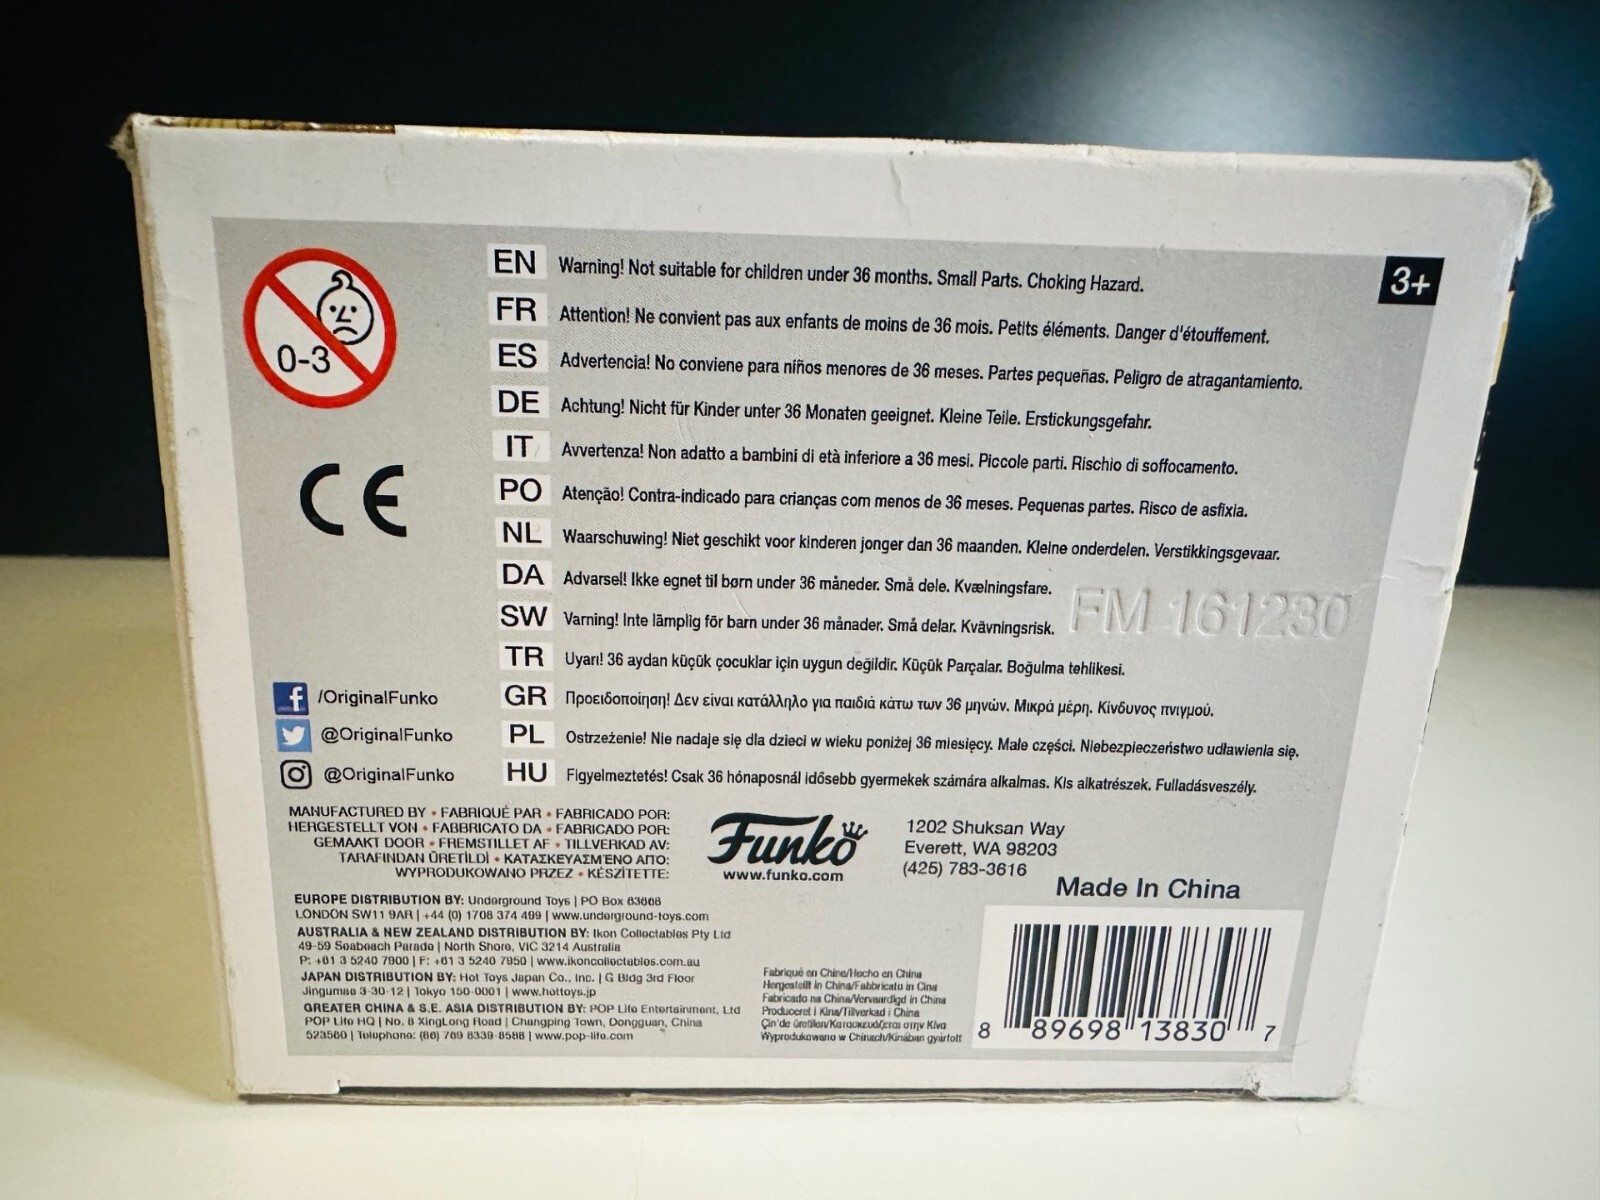 0-3
CE
EN Warning! Not suitable for children under 36 months. Small Parts. Choking Hazard.
3+
FR Attention! Ne convient pas aux enfants de moins de 36 mois. Petits éléments. Danger d'étouffement.
ES Advertencia! No conviene para niños menores de 36 meses. Partes pequeñas. Peligro de atragantamiento.
DE Achtung! Nicht für Kinder unter 36 Monaten geeignet. Kleine Teile. Erstickungsgefahr.
IT Avvertenza! Non adatto a bambini di età inferiore a 36 mesi. Piccole parti. Rischio di soffocamento.
PO Atenção! Contra-indicado para crianças com menos de 36 meses. Pequenas partes. Risco de asfixia.
NL Waarschuwing! Niet geschikt voor kinderen jonger dan 36 maanden. Kleine onderdelen. Verstikkingsgevaar.
DA Advarsel! Ikke egnet til børn under 36 måneder. Små dele. Kvælningsfare.
SW Varning! Inte lämplig för barn under 36 månader. Små delar. Kvävningsrisk.
FM 161230
TR Uyarı! 36 aydan küçük çocuklar için uygun değildir. Küçük Parçalar. Boğulma tehlikesi.
GR Προειδοποίηση! Δεν είναι κατάλληλο για παιδιά κάτω των 36 μηνών. Μικρά μέρη. Κίνδυνος πνιγμού.
PL Ostrzeżenie! Nie nadaje się dla dzieci w wieku poniżej 36 miesięcy. Małe części. Niebezpieczeństwo udławienia się.
HU Figyelmeztetés! Csak 36 hónaposnál idősebb gyermekek számára alkalmas. Kis alkatrészek. Fulladásveszély.
/OriginalFunko
@OriginalFunko
@OriginalFunko
MANUFACTURED BY • FABRIQUÉ PAR • FABRICADO POR:
HERGESTELLT VON • FABBRICATO DA • FABRICADO POR:
GEMAAKT DOOR • FREMSTILLET AF • TILLVERKAD AV:
TARAFINDAN ÜRETİLDİ • ΚΑΤΑΣΚΕΥΑΣΜΈΝΟ ΑΠΟ:
WYPRODUKOWANO PRZEZ • KÉSZÍTETTE:
Funko
www.funko.com
1202 Shuksan Way
Everett, WA 98203
(425) 783-3616
Made In China
EUROPE DISTRIBUTION BY: Underground Toys | PO Box 63668
LONDON SW11 9AR | +44 (0) 1708 374 499 | www.underground-toys.com
AUSTRALIA & NEW ZEALAND DISTRIBUTION BY: Ikon Collectables Pty Ltd
49-59 Seabeach Parade | North Shore, VIC 3214 Australia
P: +61 3 5240 7900 | F: +61 3 5240 7950 | www.ikoncollectables.com.au
JAPAN DISTRIBUTION BY: Hot Toys Japan Co., Inc. | G Bldg 3rd Floor
Jingumae 3-30-12 | Tokyo 150-0001 | www.hottoys.jp
GREATER CHINA & S.E. ASIA DISTRIBUTION BY: POP Life Entertainment, Ltd
POP Life HQ | No. 8 XingLong Road | Changping Town, Dongguan, China
523560 | Telephone: (86) 769 8339-8588 | www.pop-life.com
Fabriqué en Chine/Hecho en China
Hergestellt in China/Fabbricato in Cina
Fabricado na China/Vervaardigd in China
Produceret i Kina/Tillverkad i China
Çin'de üretilen/Κατασκευάζεται στην Κίνα
Wyprodukowano w Chinach/Kínában gyártott
8 89698 13830 7